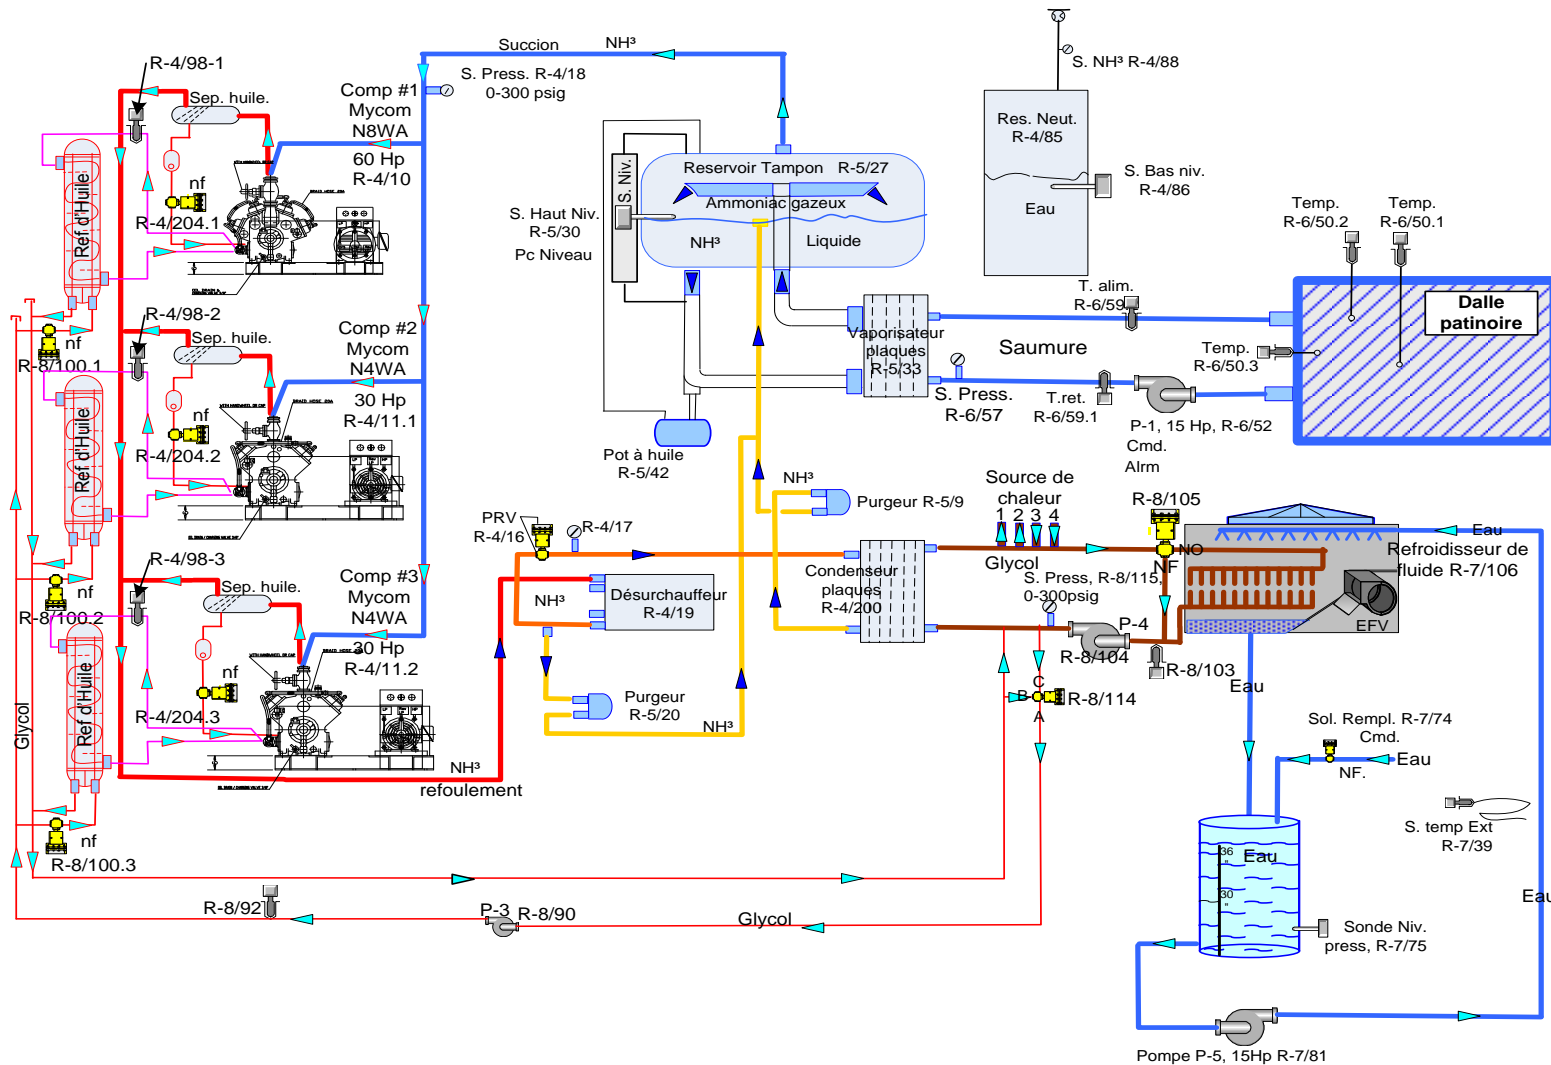 Succion
NH³
S. Press. R-4/18
0-300 psig
R-4/98-1
Sep. huile.
Comp #1
Mycom
N8WA
60 Hp
R-4/10
nf
R-4/204.1
Ref d'Huile
R-8/100.1
nf
R-4/98-2
Sep. huile.
Comp #2
Mycom
N4WA
30 Hp
R-4/11.1
nf
R-4/204.2
Ref d'Huile
R-8/100.2
nf
R-4/98-3
Sep. huile.
Comp #3
Mycom
N4WA
30 Hp
R-4/11.2
nf
R-4/204.3
Ref d'Huile
R-8/100.3
nf
Glycol
NH³
refoulement
S. Niv.
S. Haut Niv.
R-5/30
Pc Niveau
Reservoir Tampon R-5/27
Ammoniac gazeux
NH³
Liquide
Pot à huile
R-5/42
Vaporisateur
plaques
R-5/33
S. NH³ R-4/88
Res. Neut.
R-4/85
Eau
S. Bas niv.
R-4/86
Temp.
R-6/50.2
Temp.
R-6/50.1
T. alim.
R-6/59
Dalle
patinoire
Temp.
R-6/50.3
Saumure
S. Press.
R-6/57
T.ret.
R-6/59.1
P-1, 15 Hp, R-6/52
Cmd.
Alrm
PRV
R-4/16
R-4/17
NH³
Désurchauffeur
R-4/19
Purgeur
R-5/20
NH³
NH³
Purgeur R-5/9
Condenseur
plaques
R-4/200
Source de
chaleur
1 2 3 4
Glycol
S. Press, R-8/115,
0-300psig
R-8/105
NO
NF
P-4
R-8/104
R-8/103
C
B
A
R-8/114
Eau
Refroidisseur de
fluide R-7/106
EFV
Eau
Sol. Rempl. R-7/74
Cmd.
Eau
NF.
S. temp Ext
R-7/39
Eau
36
"
30
"
Eau
Sonde Niv.
press, R-7/75
Pompe P-5, 15Hp R-7/81
R-8/92
P-3
R-8/90
Glycol